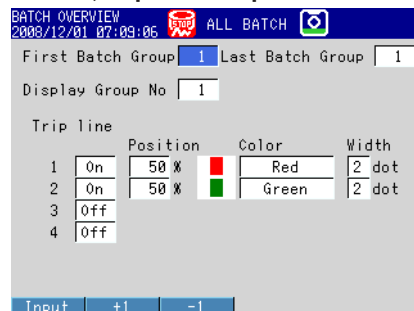 BATCH OVERVIEW
2008/12/01 07:09:06 STOP ALL BATCH
First Batch Group 1 Last Batch Group 1
Display Group No 1
Trip line
Position Color Width
1 On 50 % Red 2 dot
2 On 50 % Green 2 dot
3 Off
4 Off
Input +1 -1